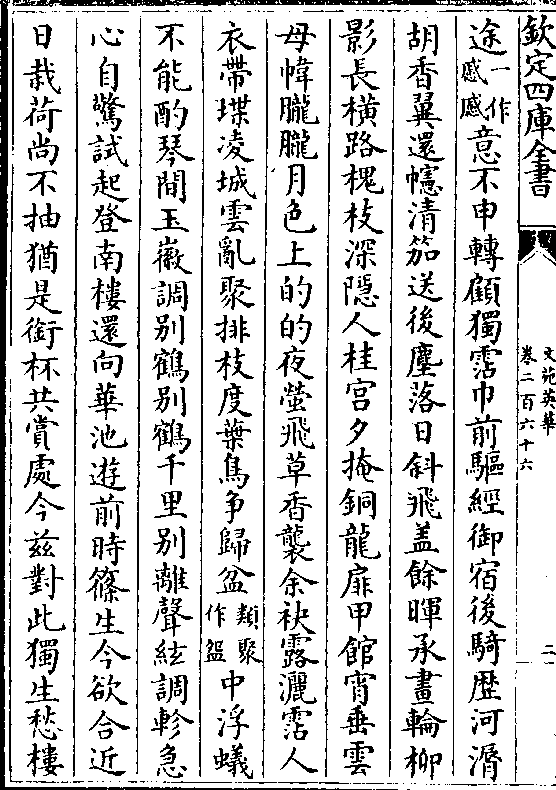 欽定四庫全書
文苑英華
卷二百六十六
二
途一作慼慼意不申轉顧獨霑巾前驅經御宿後騎歴河漘
胡香翼還幰清笳送後塵落日斜飛盖餘暉承畫輪柳
影長橫路槐枝深隱人桂宫夕掩銅龍扉甲館宵垂雲
母幃朧朧月色上的的夜螢飛草香襲余袂露灑霑人
衣帶堞凌城雲亂聚排枝度葉鳥爭歸盆類聚作盌中浮蟻
不能酌琴間玉徽調别鶴别鶴千里别離聲絃調軫急
心自驚試起登南樓還向華池遊前時篠生今欲合近
日栽荷尚不抽猶是銜杯共賞處今兹對此獨生愁樓